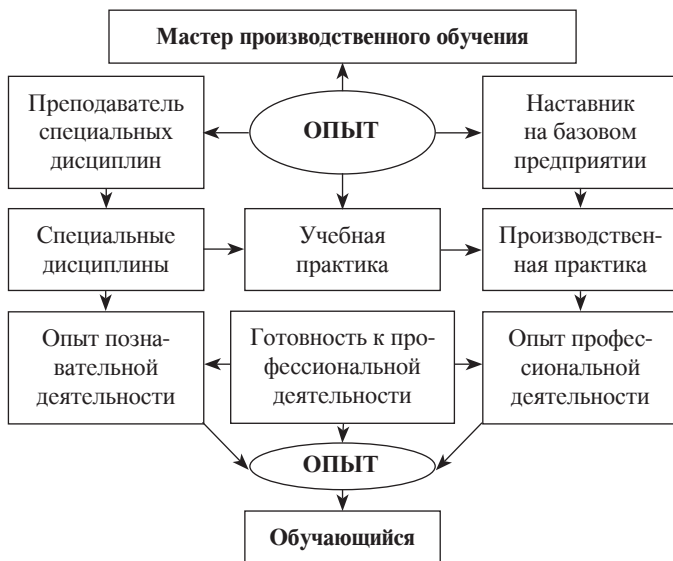 Мастер производственного обучения
Преподаватель
специальных
дисциплин
ОПЫТ
Наставник
на базовом
предприятии
Специальные
дисциплины
Учебная
практика
Производствен-
ная практика
Опыт позна-
вательной
деятельности
Готовность к про-
фессиональной
деятельности
Опыт профес-
сиональной
деятельности
ОПЫТ
Обучающийся